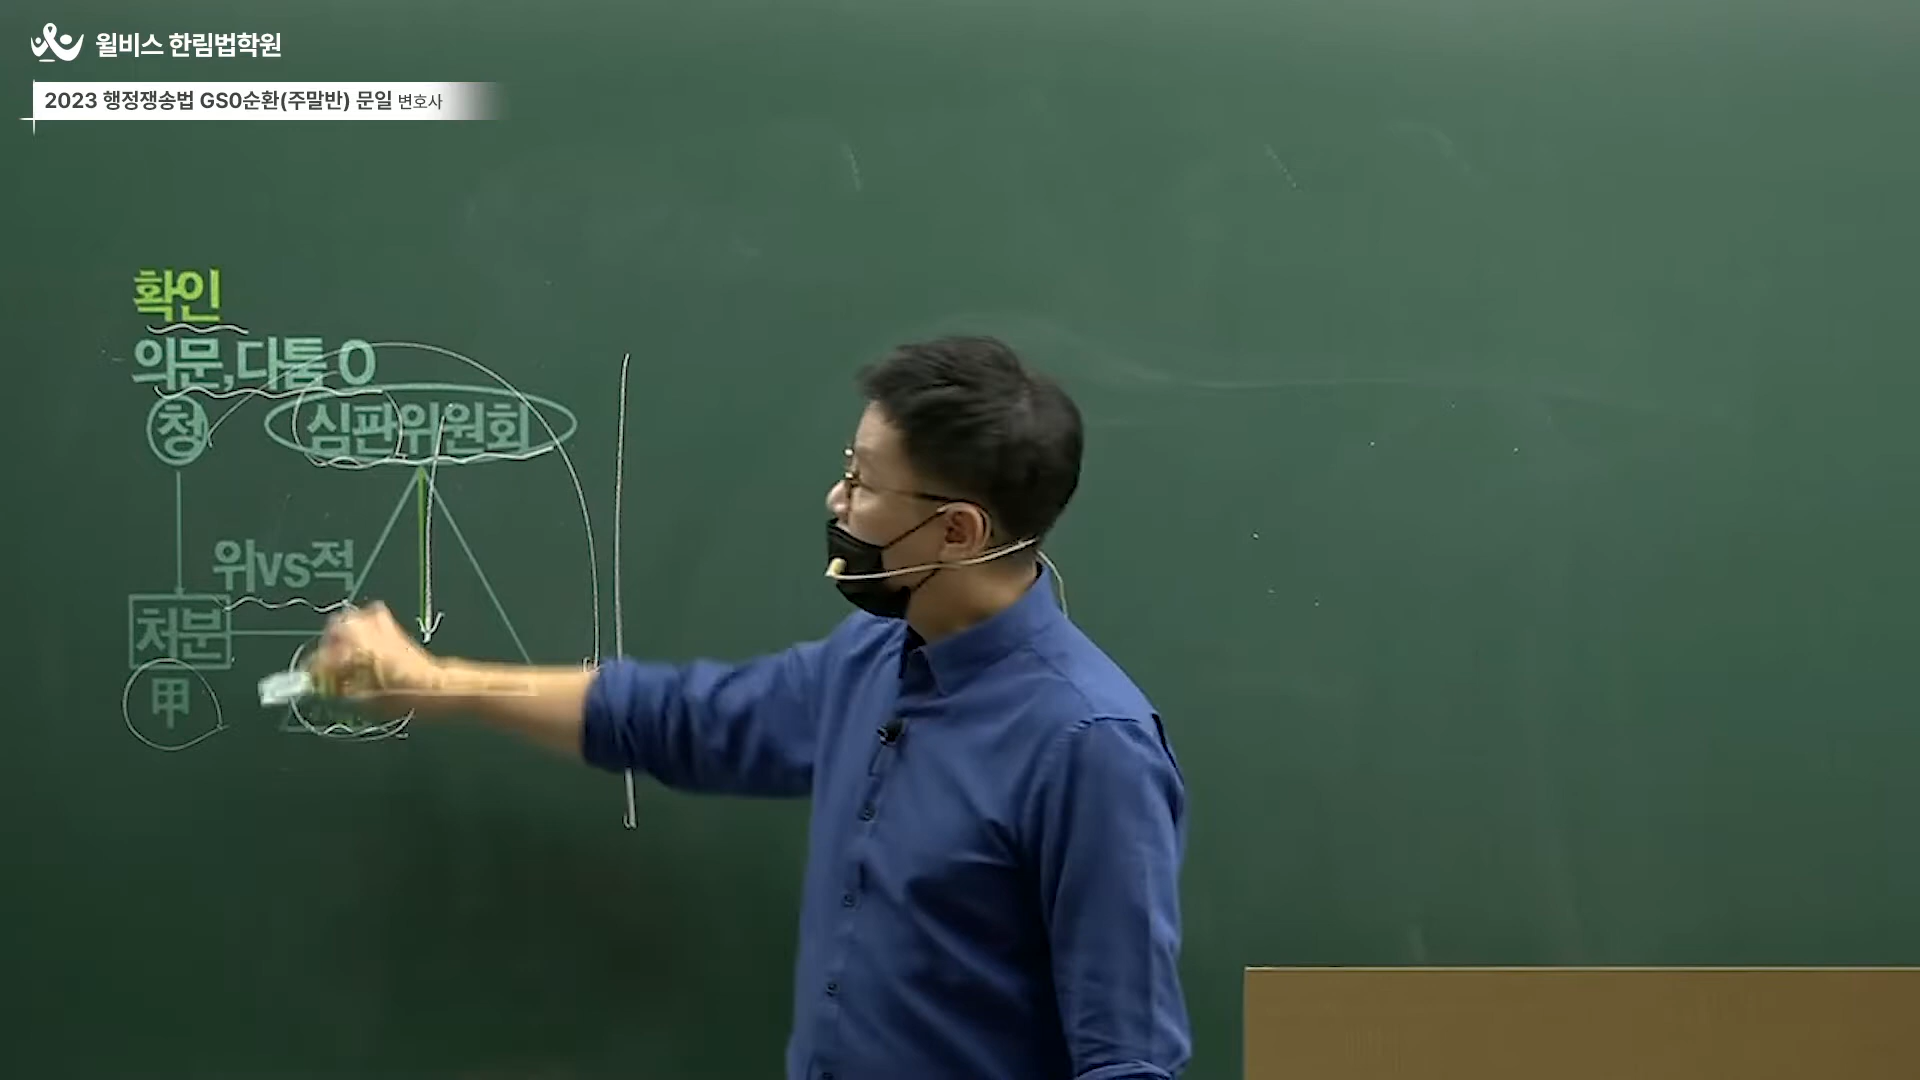 윌비스 한림법학원
2023 행정쟁송법 GS0순환(주말반) 문일 변호사
확인
의문,다툼 O
청 심판위원회
위vs적
처분
甲